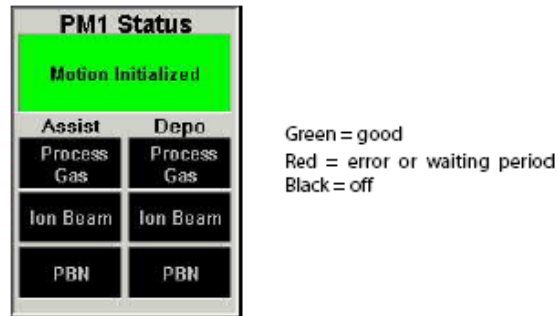 PM1 Status
Motion Initialized
Assist Depo
Process Gas Process Gas
Ion Beam Ion Beam
PBN PBN
Green = good
Red = error or waiting period
Black = off